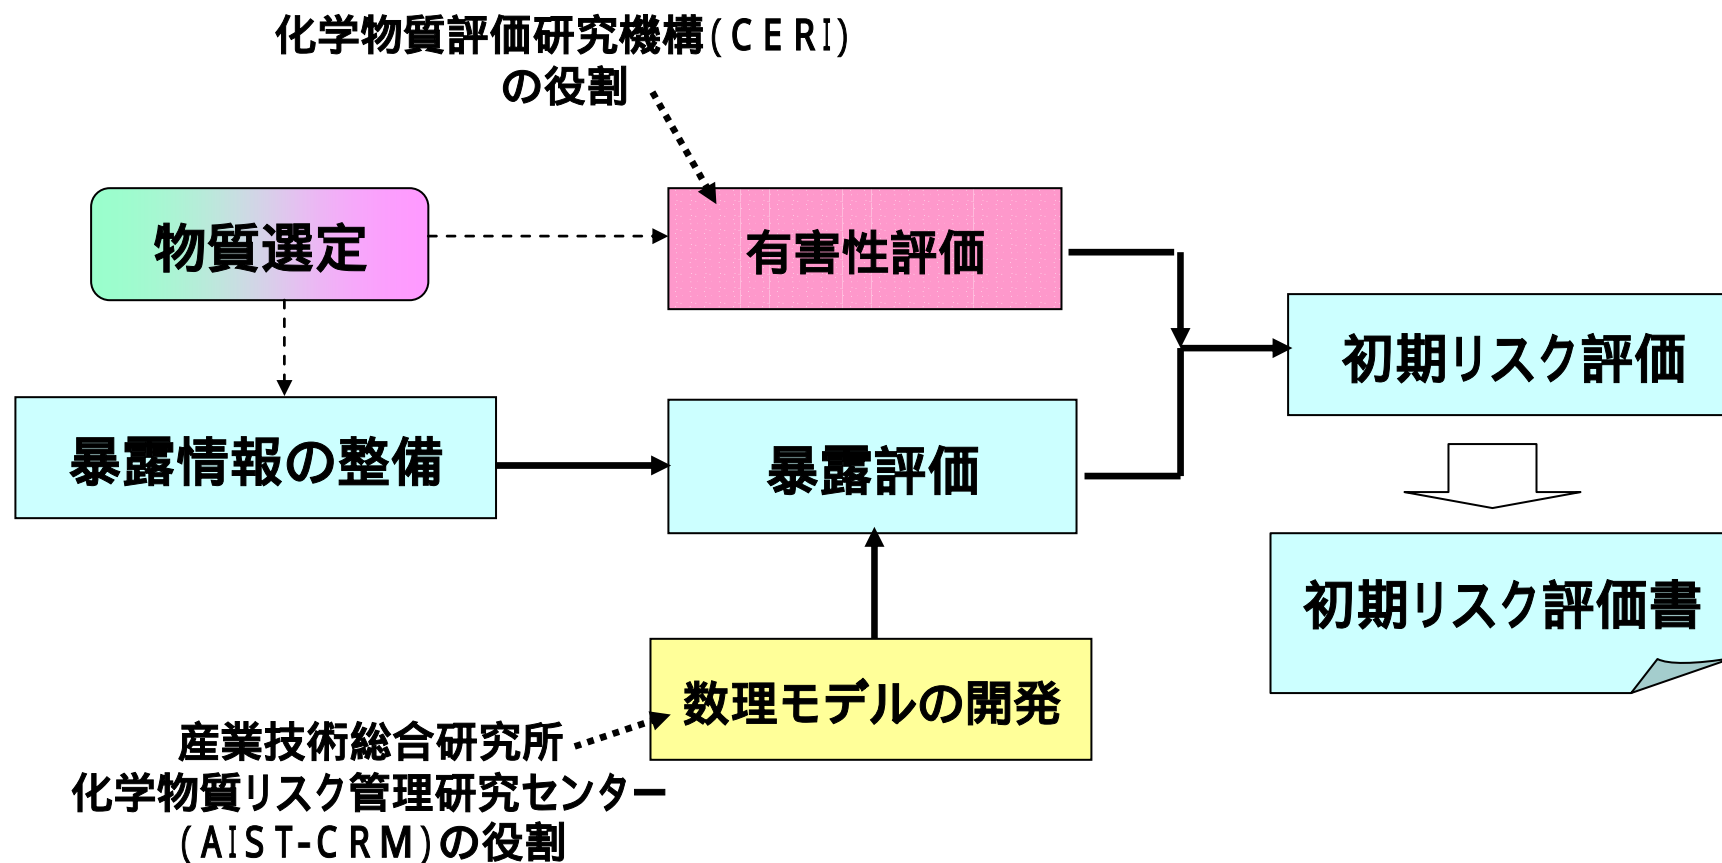 化学物質評価研究機構(CERI)
の役割
物質選定
有害性評価
初期リスク評価
暴露情報の整備
暴露評価
初期リスク評価書
数理モデルの開発
産業技術総合研究所
化学物質リスク管理研究センター
(AIST-CRM)の役割